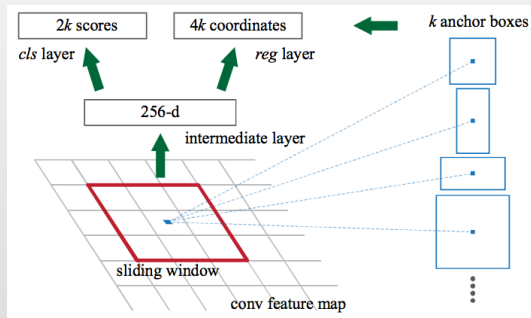 2k scores
4k coordinates
k anchor boxes
cls layer
reg layer
256-d
intermediate layer
sliding window
conv feature map